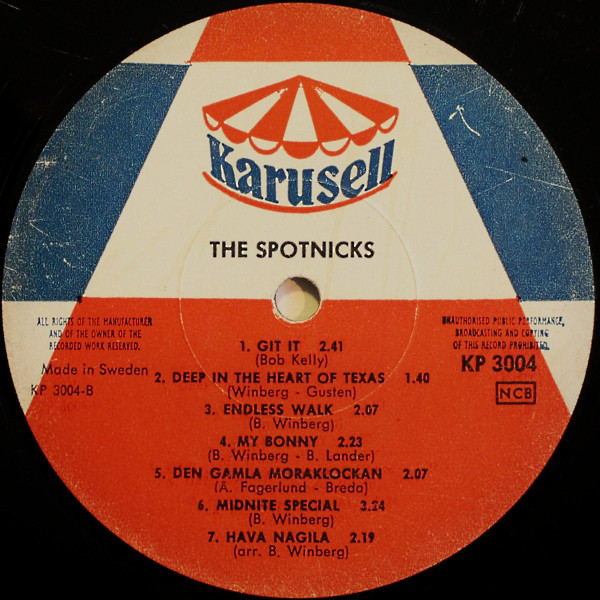 Karusell
THE SPOTNICKS
ALL RIGHTS OF THE MANUFACTURER
AND OF THE OWNER OF THE
RECORDED WORK RESERVED.
UNAUTHORISED PUBLIC PERFORMANCE,
BROADCASTING AND COPYING
OF THIS RECORD PROHIBITED.
Made in Sweden
KP 3004-B
KP 3004
NCB
1. GIT IT 2.41
(Bob Kelly)
2. DEEP IN THE HEART OF TEXAS 1.40
(Winberg - Gusten)
3. ENDLESS WALK 2.07
(B. Winberg)
4. MY BONNY 2.23
(B. Winberg - B. Lander)
5. DEN GAMLA MORAKLOCKAN 2.07
(A. Fagerlund - Breda)
6. MIDNITE SPECIAL 3.24
(B. Winberg)
7. HAVA NAGILA 2.19
(arr. B. Winberg)